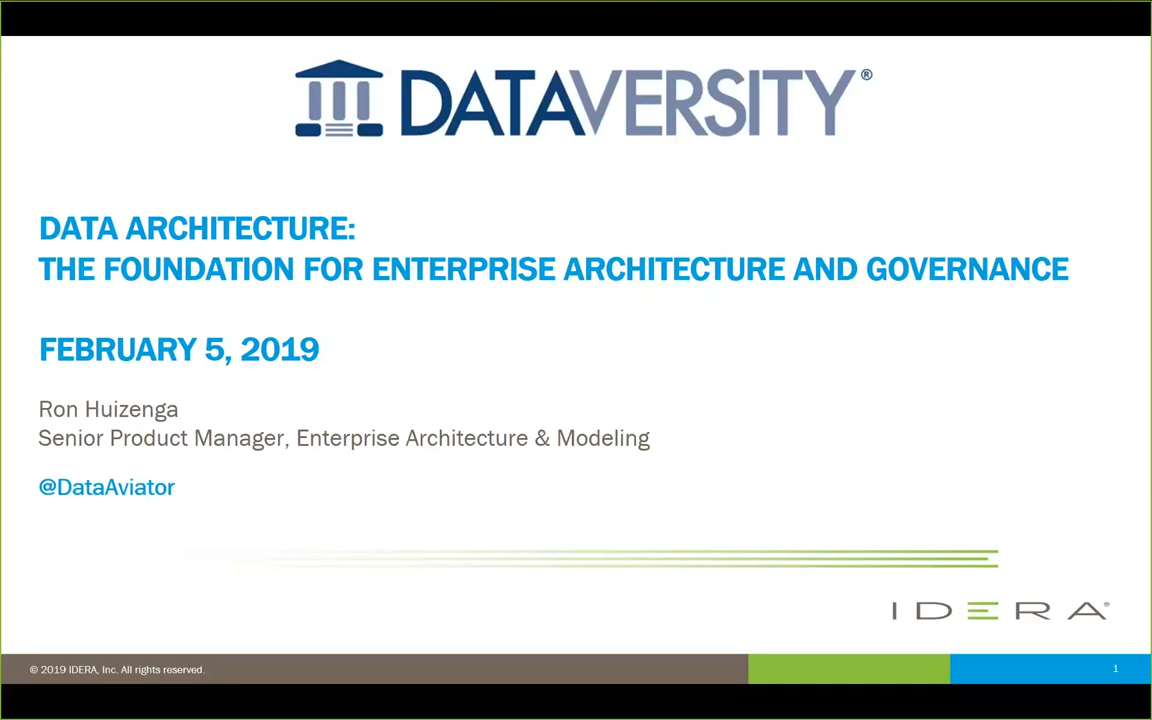 DATAVERSITY®
DATA ARCHITECTURE:
THE FOUNDATION FOR ENTERPRISE ARCHITECTURE AND GOVERNANCE
FEBRUARY 5, 2019
Ron Huizenga
Senior Product Manager, Enterprise Architecture & Modeling
@DataAviator
IDERA®
© 2019 IDERA, Inc. All rights reserved.
1